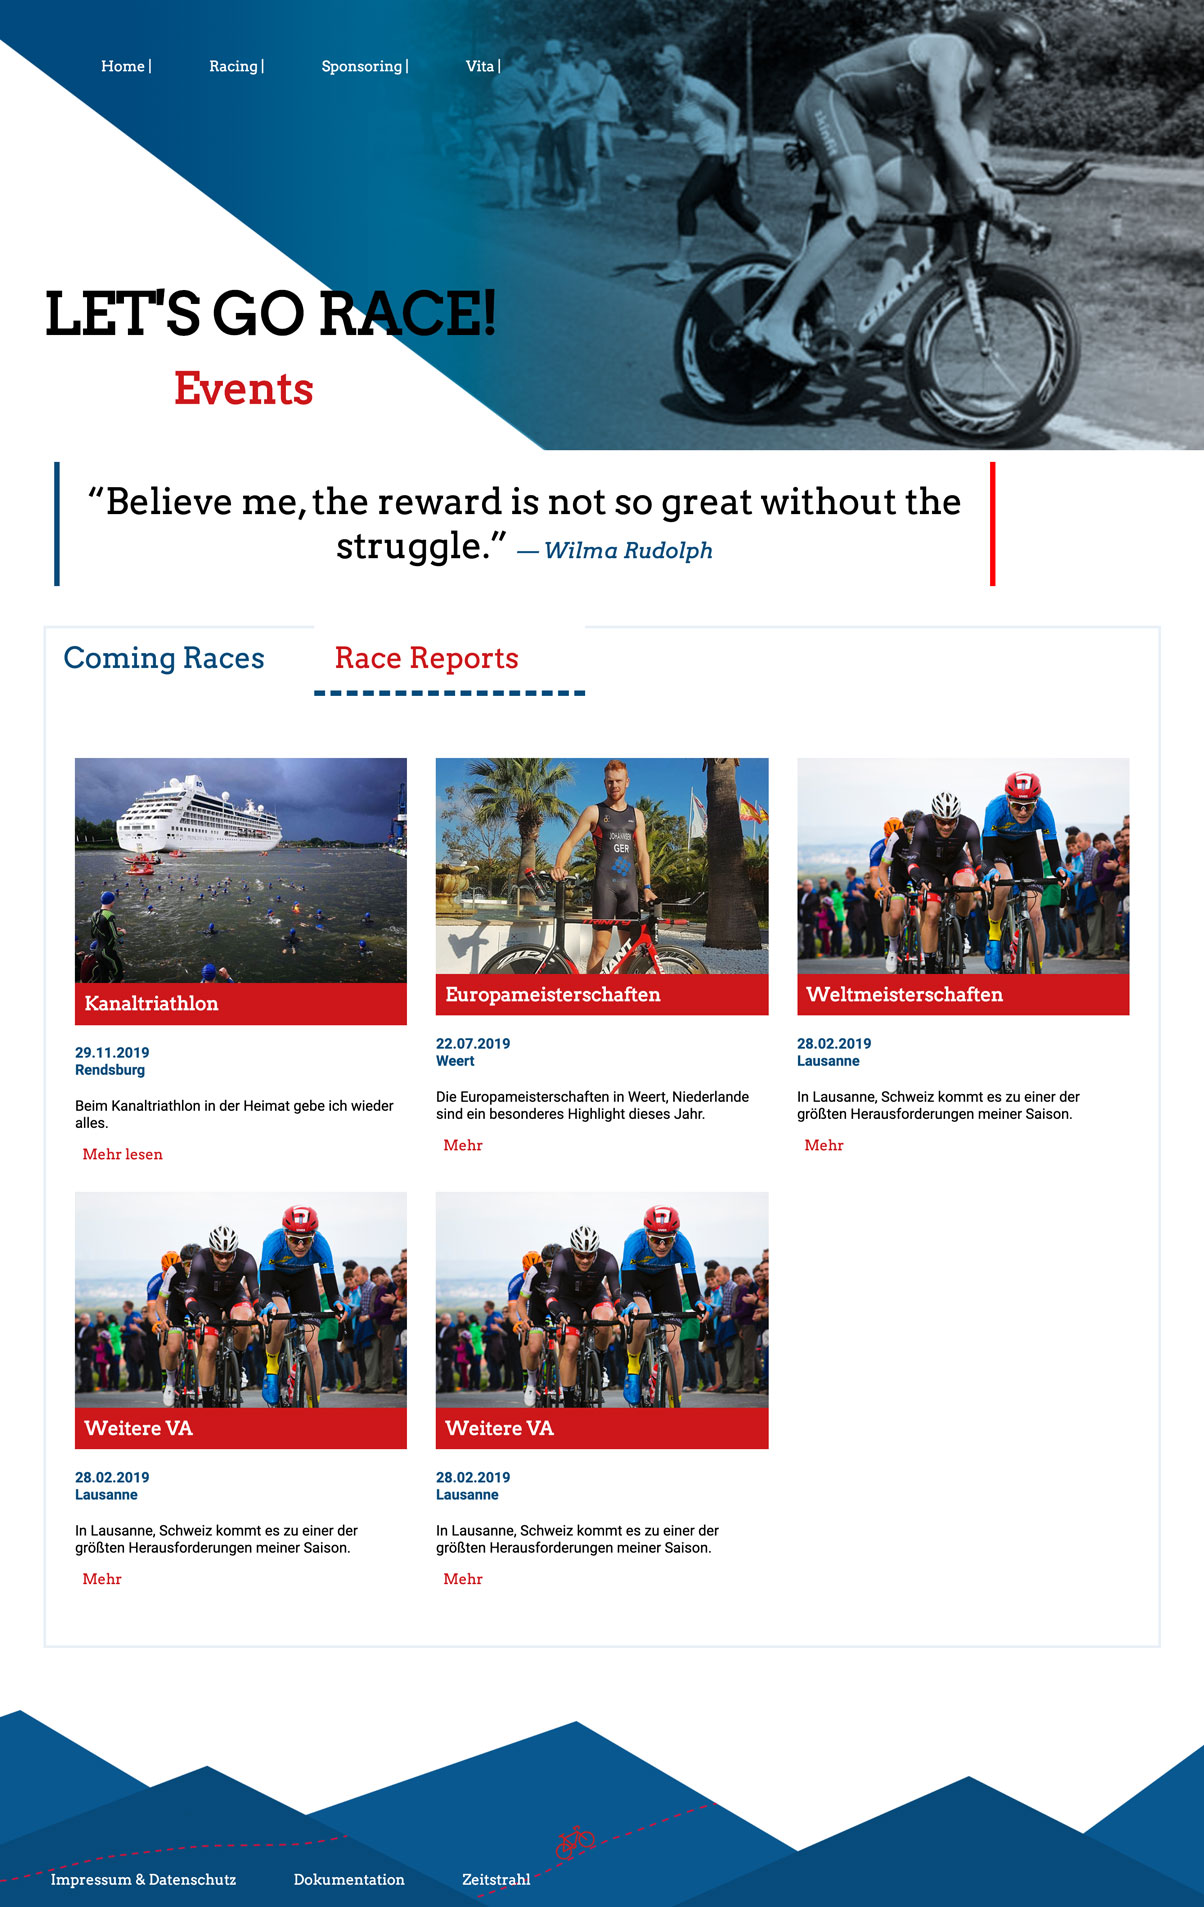 Home |
Racing |
Sponsoring |
Vita |
skinfit
GIANT
LET'S GO RACE!
Events
“Believe me, the reward is not so great without the
struggle.” — Wilma Rudolph
Coming Races
Race Reports
JOHANNSEN
GER
GIANT
Kanaltriathlon
Europameisterschaften
Weltmeisterschaften
29.11.2019
Rendsburg
22.07.2019
Weert
28.02.2019
Lausanne
Beim Kanaltriathlon in der Heimat gebe ich wieder
alles.
Die Europameisterschaften in Weert, Niederlande
sind ein besonderes Highlight dieses Jahr.
In Lausanne, Schweiz kommt es zu einer der
größten Herausforderungen meiner Saison.
Mehr lesen
Mehr
Mehr
Weitere VA
Weitere VA
28.02.2019
Lausanne
28.02.2019
Lausanne
In Lausanne, Schweiz kommt es zu einer der
größten Herausforderungen meiner Saison.
In Lausanne, Schweiz kommt es zu einer der
größten Herausforderungen meiner Saison.
Mehr
Mehr
Impressum & Datenschutz
Dokumentation
Zeitstrahl